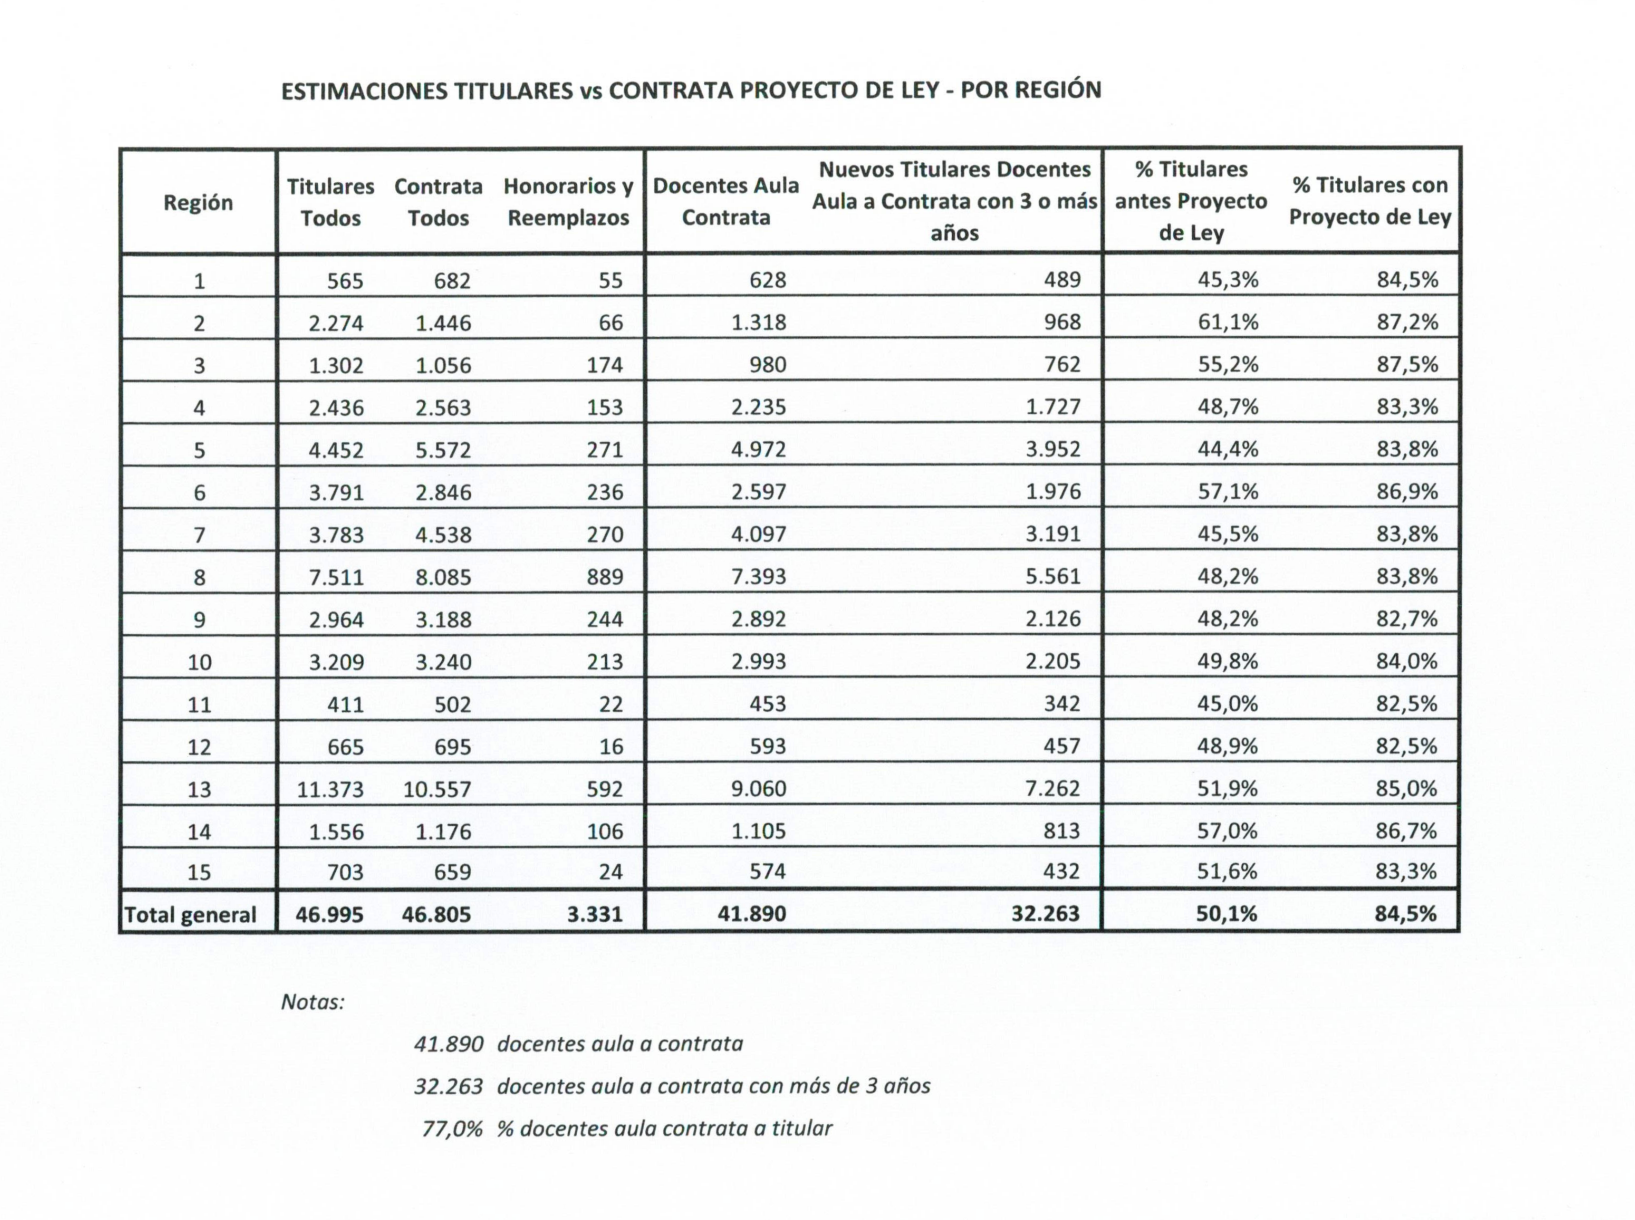 ESTIMACIONES TITULARES vs CONTRATA PROYECTO DE LEY - POR REGIÓN
Región Titulares Todos Contrata Todos Honorarios y Reemplazos Docentes Aula Contrata Nuevos Titulares Docentes Aula a Contrata con 3 o más años % Titulares antes Proyecto de Ley % Titulares con Proyecto de Ley
1 565 682 55 628 489 45,3% 84,5%
2 2.274 1.446 66 1.318 968 61,1% 87,2%
3 1.302 1.056 174 980 762 55,2% 87,5%
4 2.436 2.563 153 2.235 1.727 48,7% 83,3%
5 4.452 5.572 271 4.972 3.952 44,4% 83,8%
6 3.791 2.846 236 2.597 1.976 57,1% 86,9%
7 3.783 4.538 270 4.097 3.191 45,5% 83,8%
8 7.511 8.085 889 7.393 5.561 48,2% 83,8%
9 2.964 3.188 244 2.892 2.126 48,2% 82,7%
10 3.209 3.240 213 2.993 2.205 49,8% 84,0%
11 411 502 22 453 342 45,0% 82,5%
12 665 695 16 593 457 48,9% 82,5%
13 11.373 10.557 592 9.060 7.262 51,9% 85,0%
14 1.556 1.176 106 1.105 813 57,0% 86,7%
15 703 659 24 574 432 51,6% 83,3%
Total general 46.995 46.805 3.331 41.890 32.263 50,1% 84,5%
Notas:
41.890 docentes aula a contrata
32.263 docentes aula a contrata con más de 3 años
77,0% % docentes aula contrata a titular